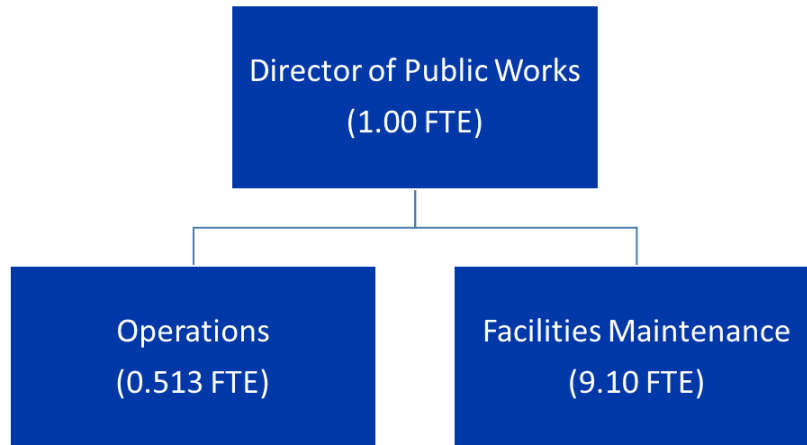 Director of Public Works
(1.00 FTE)
Operations
(0.513 FTE)
Facilities Maintenance
(9.10 FTE)